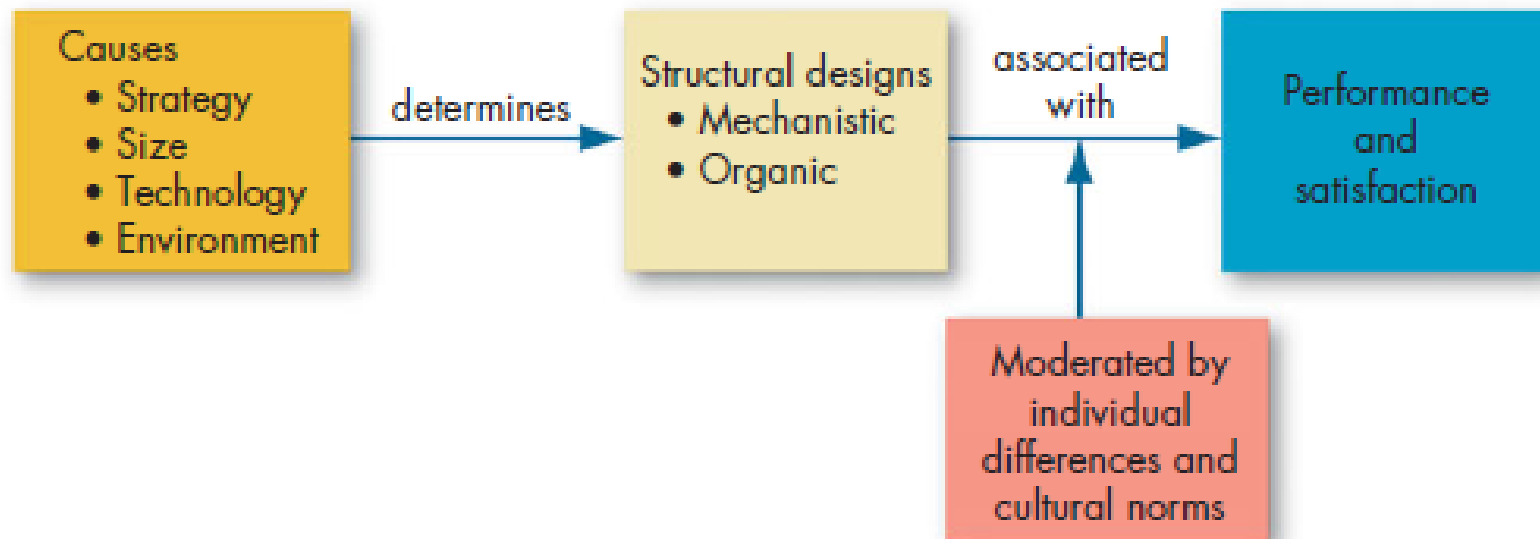 Causes
• Strategy
• Size
• Technology
• Environment
determines
Structural designs
• Mechanistic
• Organic
associated
with
Performance
and
satisfaction
Moderated by
individual
differences and
cultural norms